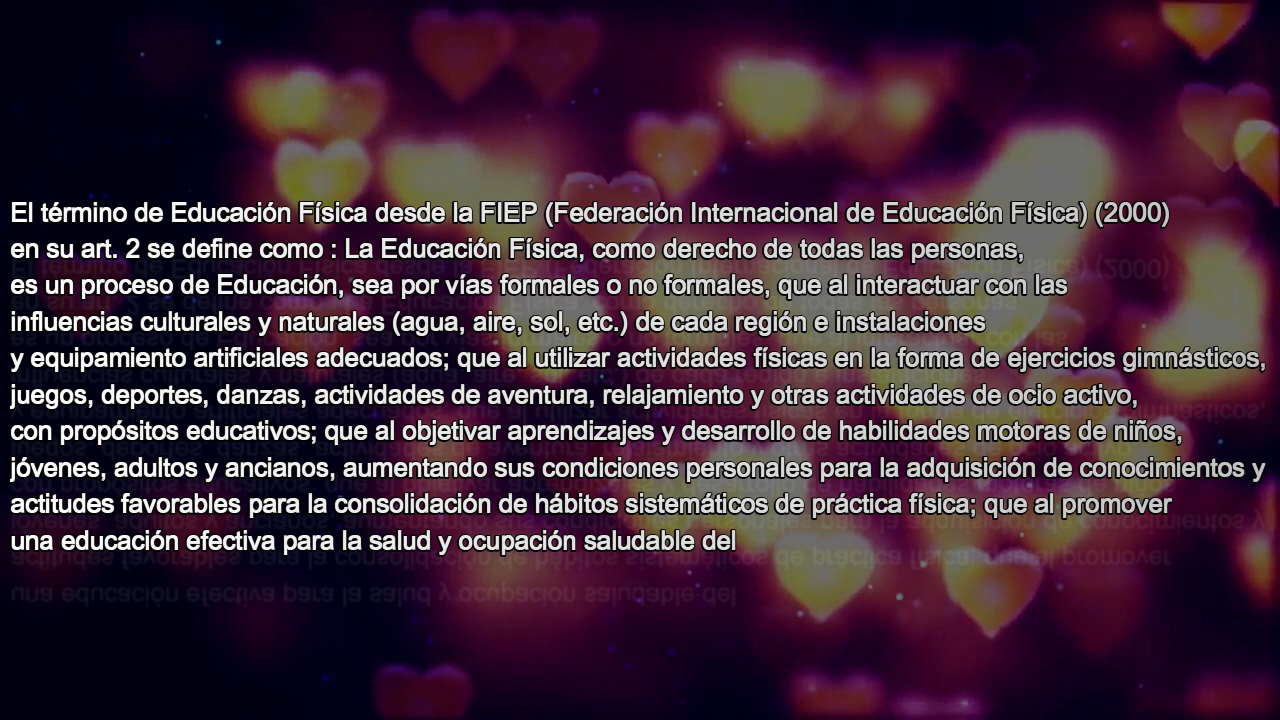 El término de Educación Física desde la FIEP (Federación Internacional de Educación Física) (2000)
en su art. 2 se define como : La Educación Física, como derecho de todas las personas,
es un proceso de Educación, sea por vías formales o no formales, que al interactuar con las
influencias culturales y naturales (agua, aire, sol, etc.) de cada región e instalaciones
y equipamiento artificiales adecuados; que al utilizar actividades físicas en la forma de ejercicios gimnásticos,
juegos, deportes, danzas, actividades de aventura, relajamiento y otras actividades de ocio activo,
con propósitos educativos; que al objetivar aprendizajes y desarrollo de habilidades motoras de niños,
jóvenes, adultos y ancianos, aumentando sus condiciones personales para la adquisición de conocimientos y
actitudes favorables para la consolidación de hábitos sistemáticos de práctica física; que al promover
una educación efectiva para la salud y ocupación saludable del